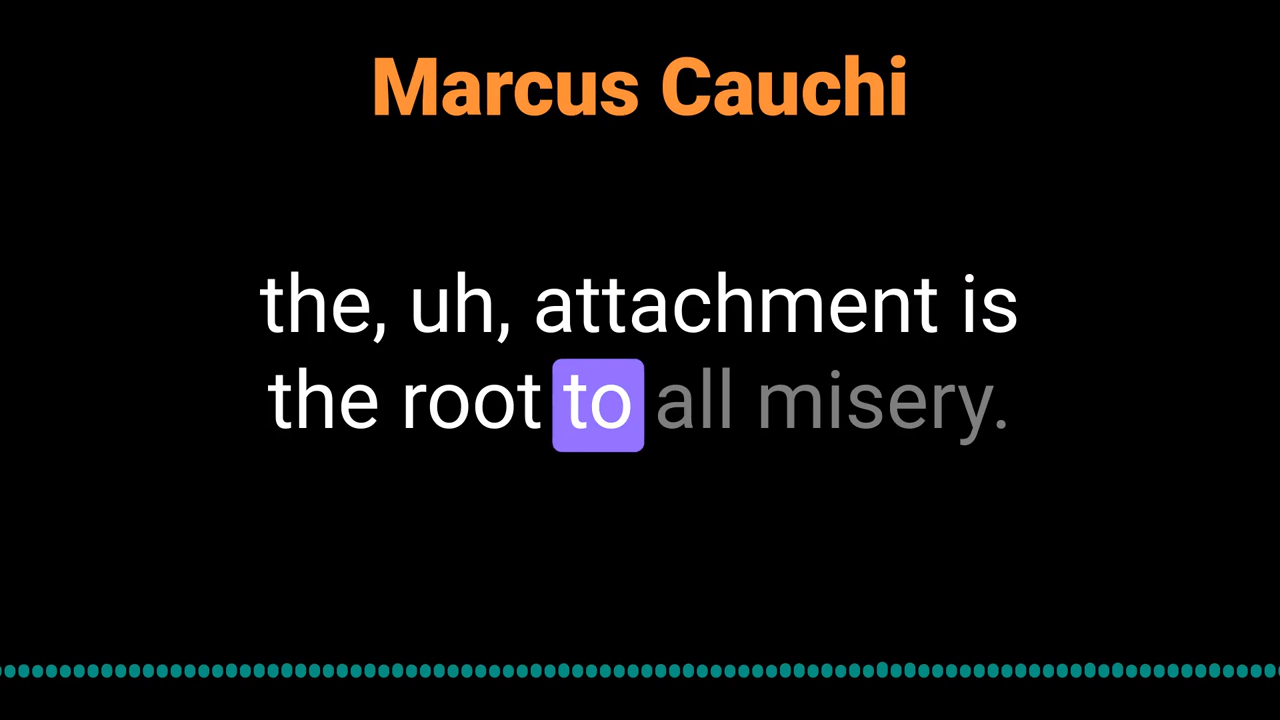 Marcus Cauchi
the, uh, attachment is
the root to all misery.